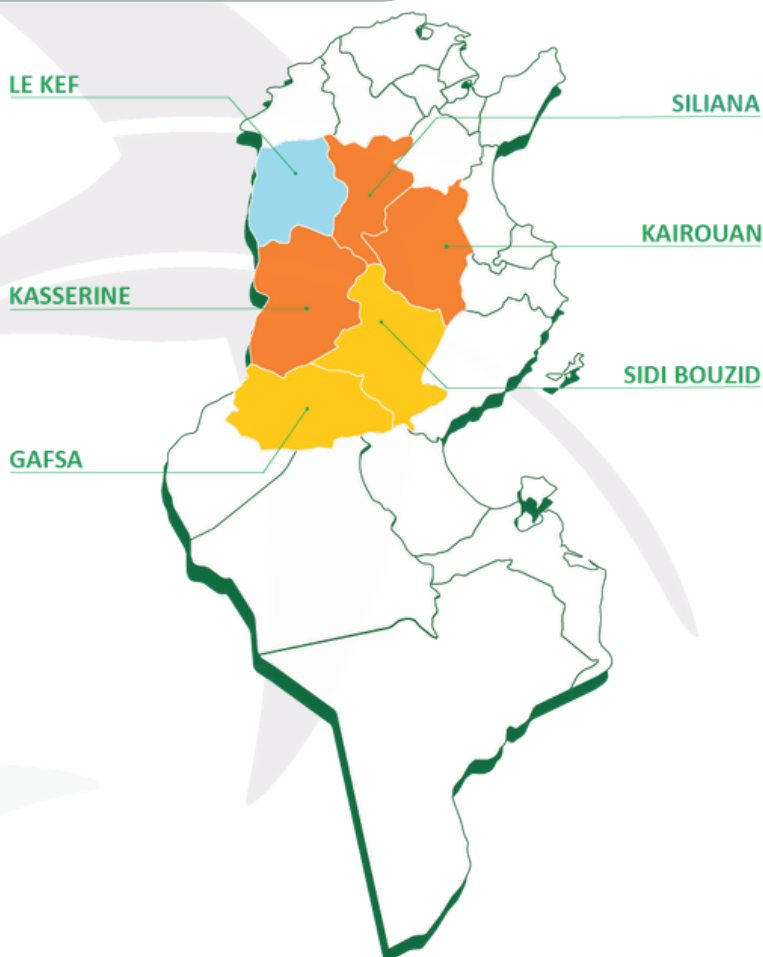 LE KEF
SILIANA
KAIROUAN
KASSERINE
SIDI BOUZID
GAFSA